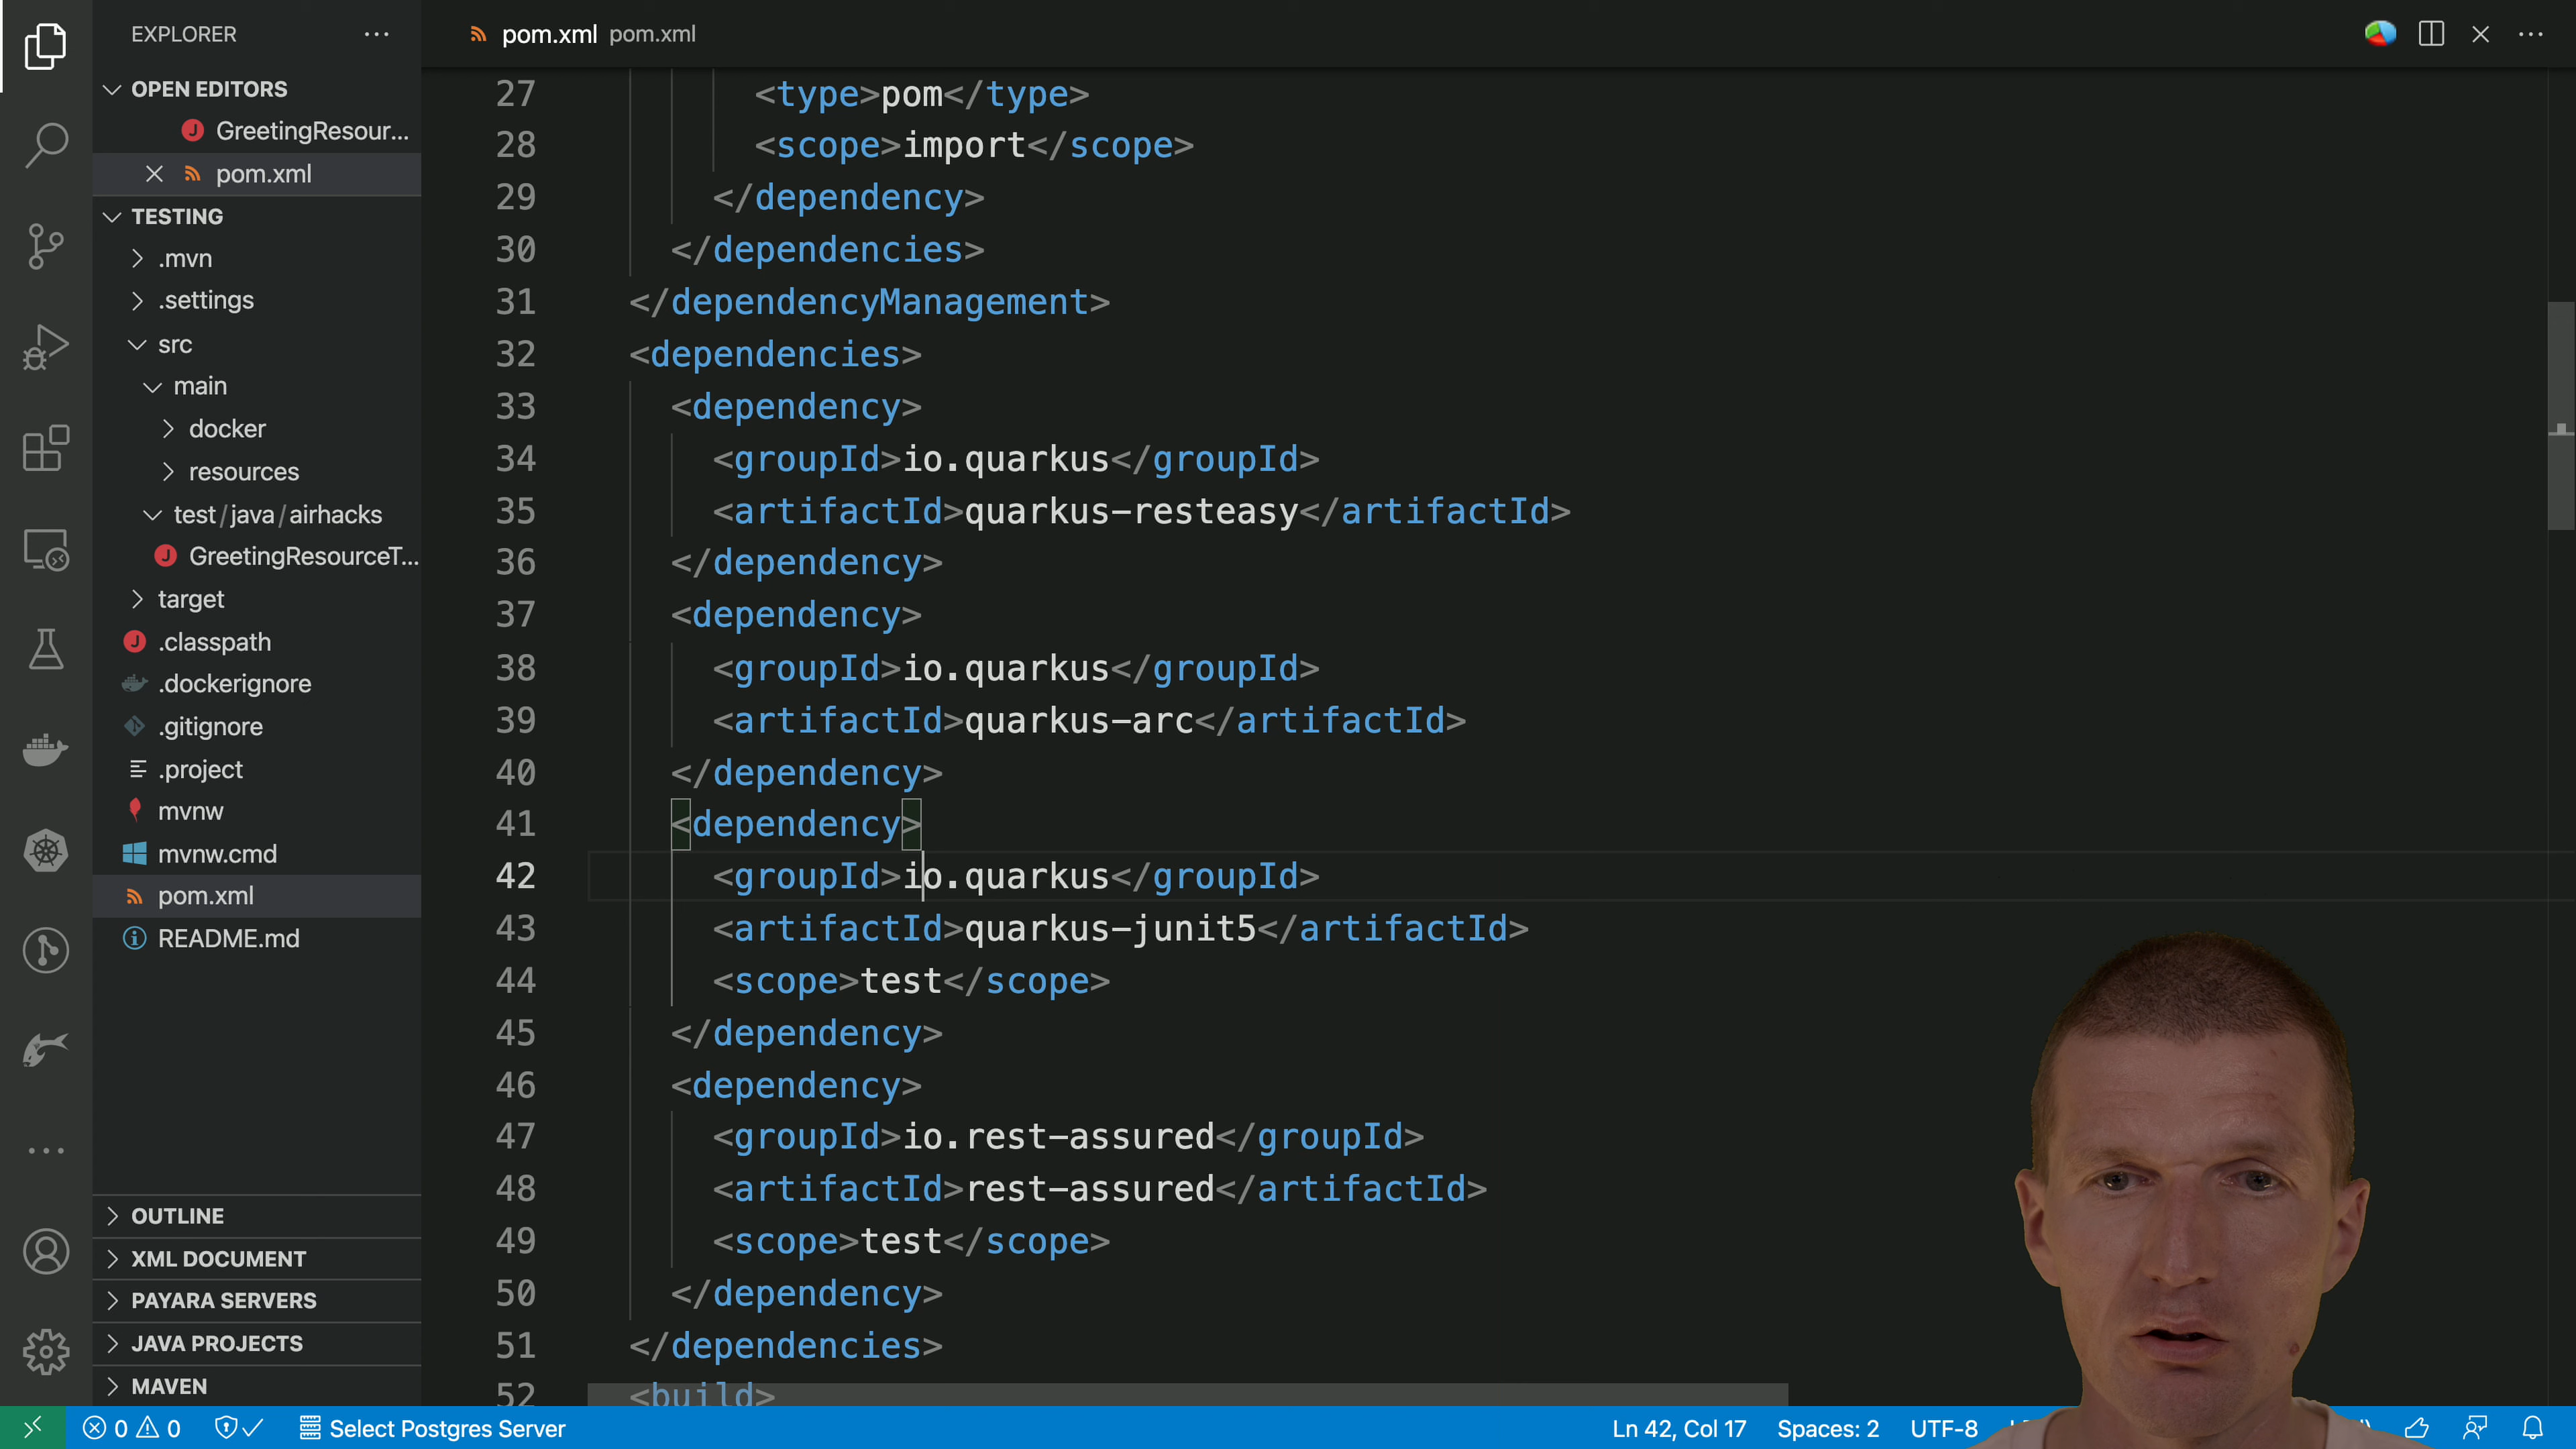 EXPLORER
OPEN EDITORS
GreetingResour...
pom.xml
TESTING
.mvn
.settings
src
main
docker
resources
test/java/airhacks
GreetingResourceT...
target
.classpath
.dockerignore
.gitignore
.project
mvnw
mvnw.cmd
pom.xml
README.md
OUTLINE
XML DOCUMENT
PAYARA SERVERS
JAVA PROJECTS
MAVEN
pom.xml pom.xml
27 <type>pom</type>
28 <scope>import</scope>
29 </dependency>
30 </dependencies>
31 </dependencyManagement>
32 <dependencies>
33 <dependency>
34 <groupId>io.quarkus</groupId>
35 <artifactId>quarkus-resteasy</artifactId>
36 </dependency>
37 <dependency>
38 <groupId>io.quarkus</groupId>
39 <artifactId>quarkus-arc</artifactId>
40 </dependency>
41 <dependency>
42 <groupId>io.quarkus</groupId>
43 <artifactId>quarkus-junit5</artifactId>
44 <scope>test</scope>
45 </dependency>
46 <dependency>
47 <groupId>io.rest-assured</groupId>
48 <artifactId>rest-assured</artifactId>
49 <scope>test</scope>
50 </dependency>
51 </dependencies>
52 <build>
0 0 Select Postgres Server Ln 42, Col 17 Spaces: 2 UTF-8